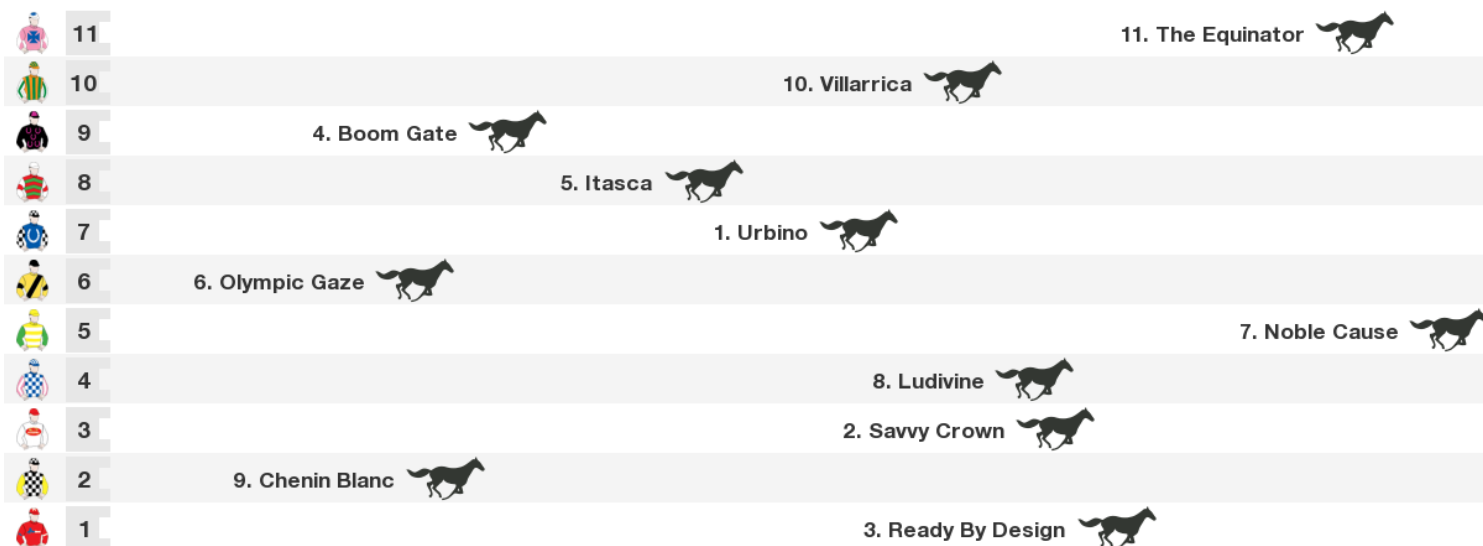 11 11. The Equinator
10 10. Villarrica
9 4. Boom Gate
8 5. Itasca
7 1. Urbino
6 6. Olympic Gaze
5 7. Noble Cause
4 8. Ludivine
3 2. Savvy Crown
2 9. Chenin Blanc
1 3. Ready By Design